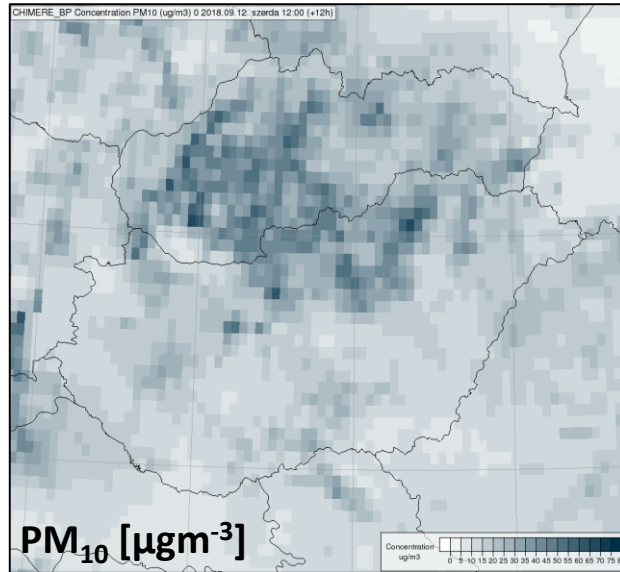 CHIMERE_BP Concentration PM10 (ug/m3) 0 2018.09.12. szerda 12:00 (+12h)
PM₁₀ [µgm⁻³]
Concentration
ug/m3
0 5 10 15 20 25 30 35 40 45 50 55 60 65 70 75